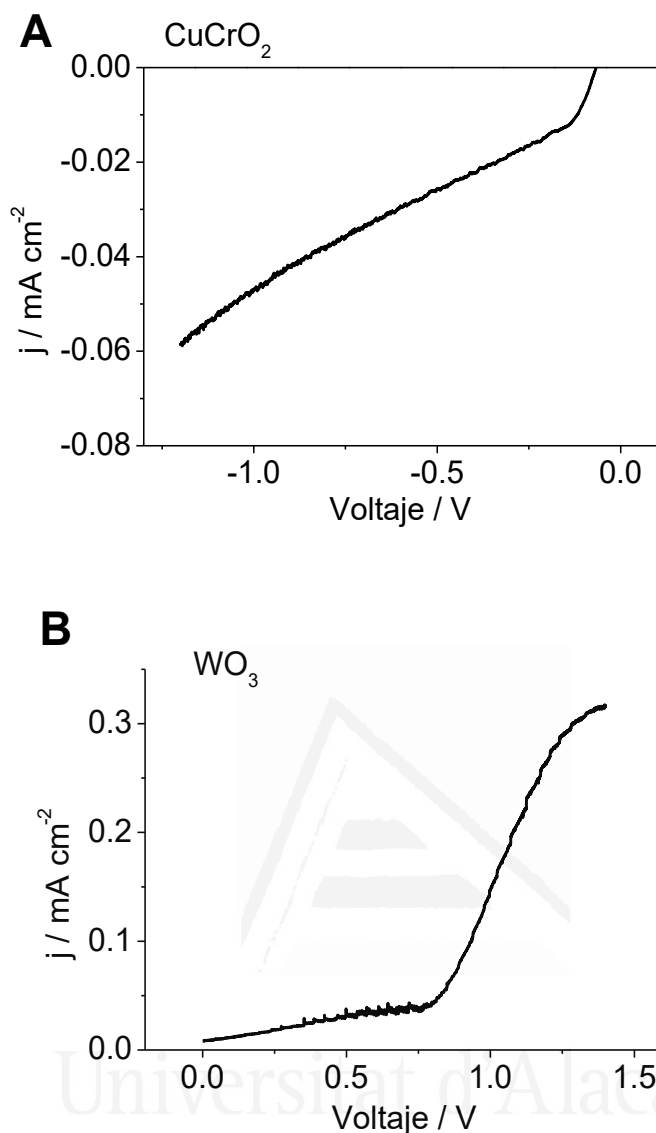 A
CuCrO₂
0.00
-0.02
-0.04
-0.06
-0.08
j / mA cm⁻²
-1.0 -0.5 0.0
Voltaje / V
B
WO₃
0.3
0.2
0.1
0.0
j / mA cm⁻²
0.0 0.5 1.0 1.5
Universitat d'Alaca
Voltaje / V